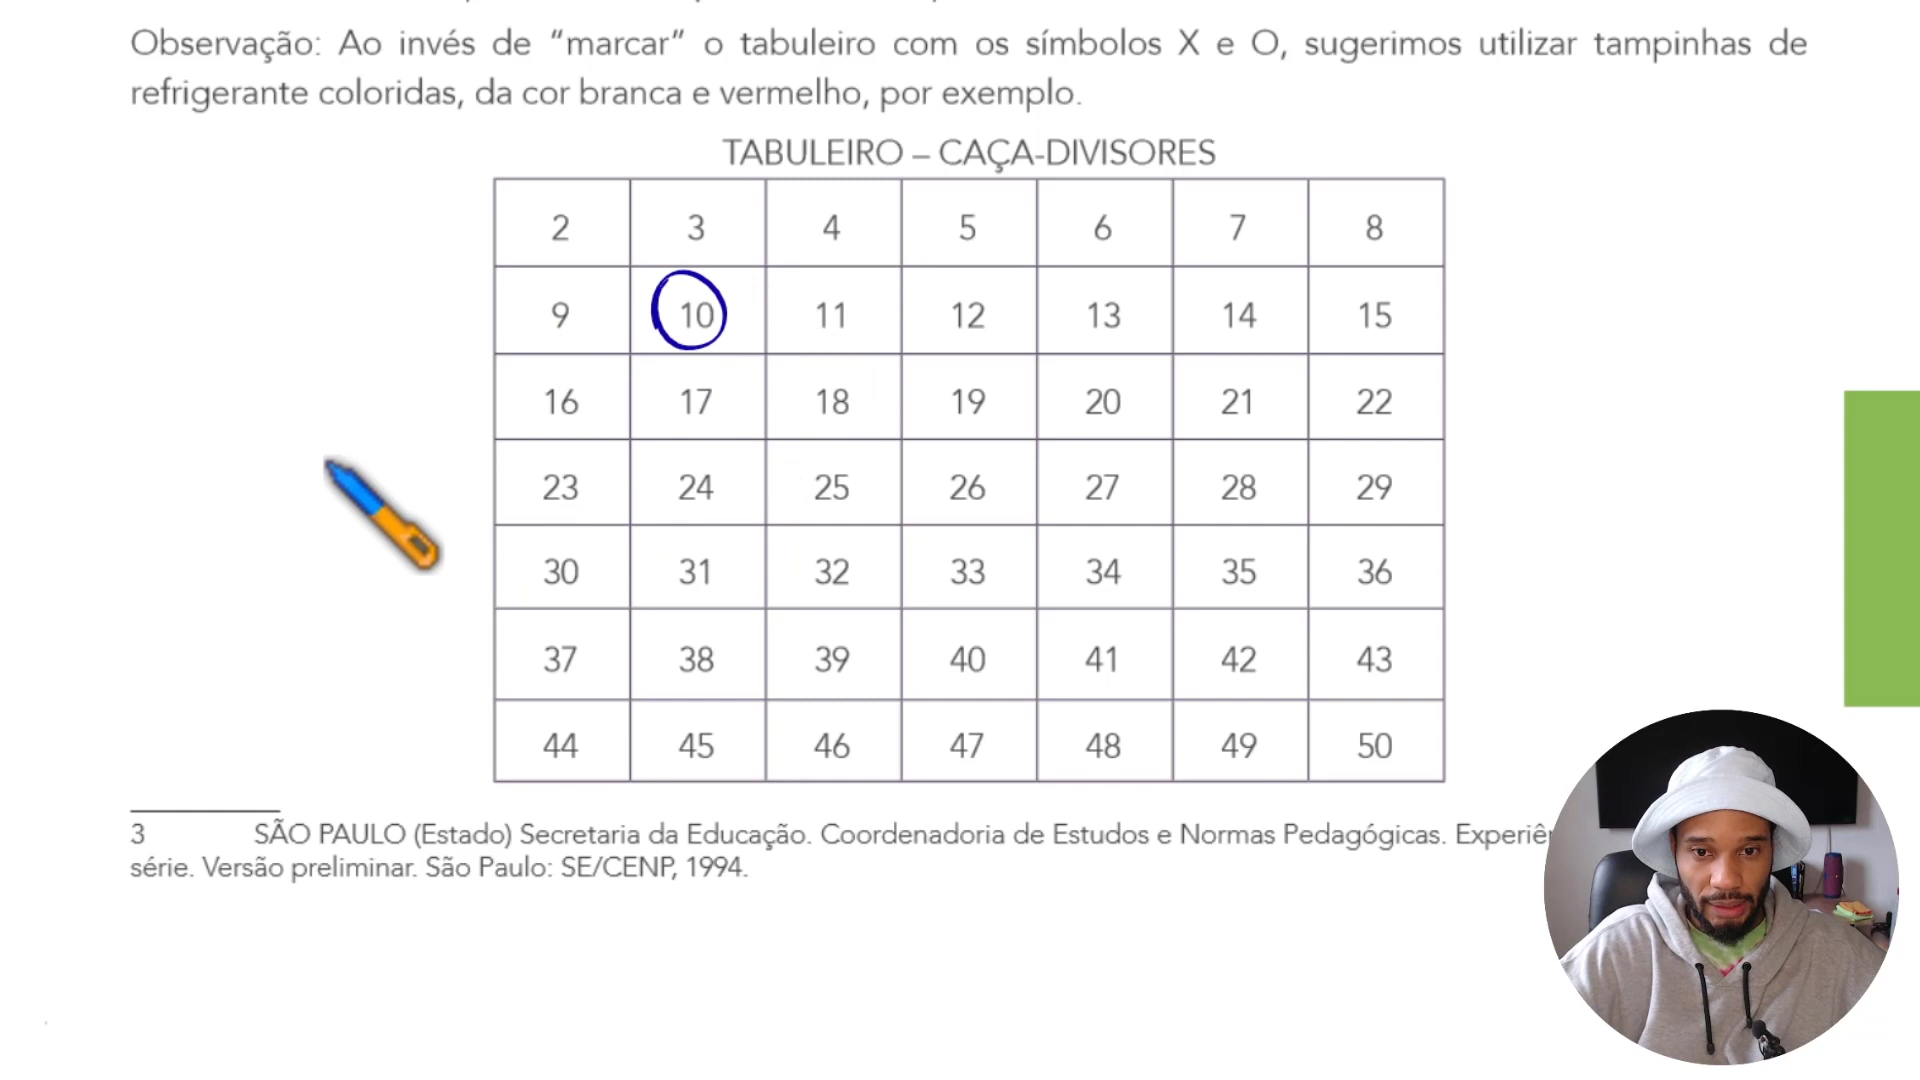 Observação: Ao invés de “marcar” o tabuleiro com os símbolos X e O, sugerimos utilizar tampinhas de
refrigerante coloridas, da cor branca e vermelho, por exemplo.
TABULEIRO – CAÇA-DIVISORES
2 3 4 5 6 7 8
9 10 11 12 13 14 15
16 17 18 19 20 21 22
23 24 25 26 27 28 29
30 31 32 33 34 35 36
37 38 39 40 41 42 43
44 45 46 47 48 49 50
3 SÃO PAULO (Estado) Secretaria da Educação. Coordenadoria de Estudos e Normas Pedagógicas.
série. Versão preliminar. São Paulo: SE/CENP, 1994.